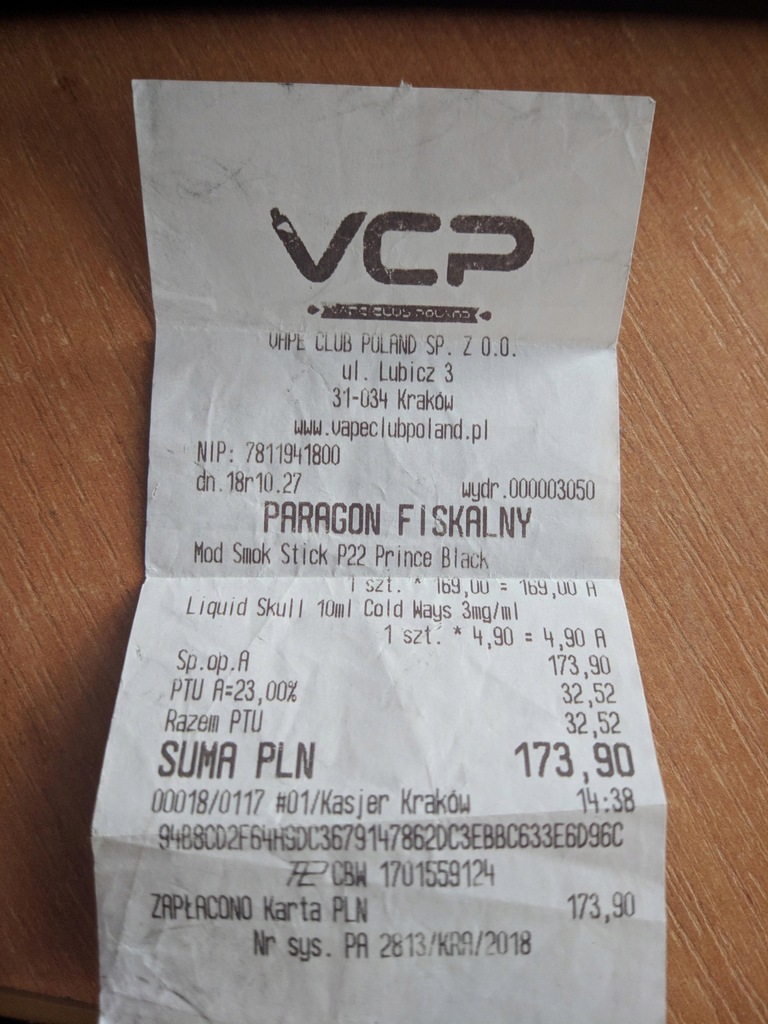 VCP
VAPE CLUB POLAND
VAPE CLUB POLAND SP. Z O.O.
ul. Lubicz 3
31-034 Kraków
www.vapeclubpoland.pl
NIP: 7811941800
dn.18r10.27 wydr.000003050
PARAGON FISKALNY
Mod Smok Stick P22 Prince Black
1 szt. * 169,00 = 169,00 A
Liquid Skull 10ml Cold Ways 3mg/ml
1 szt. * 4,90 = 4,90 A
Sp.op.A 173,90
PTU A=23,00% 32,52
Razem PTU 32,52
SUMA PLN 173,90
00018/0117 #01/Kasjer Kraków 14:38
CBW 1701559124
ZAPŁACONO Karta PLN 173,90
Nr sys. PA 2813/KRA/2018